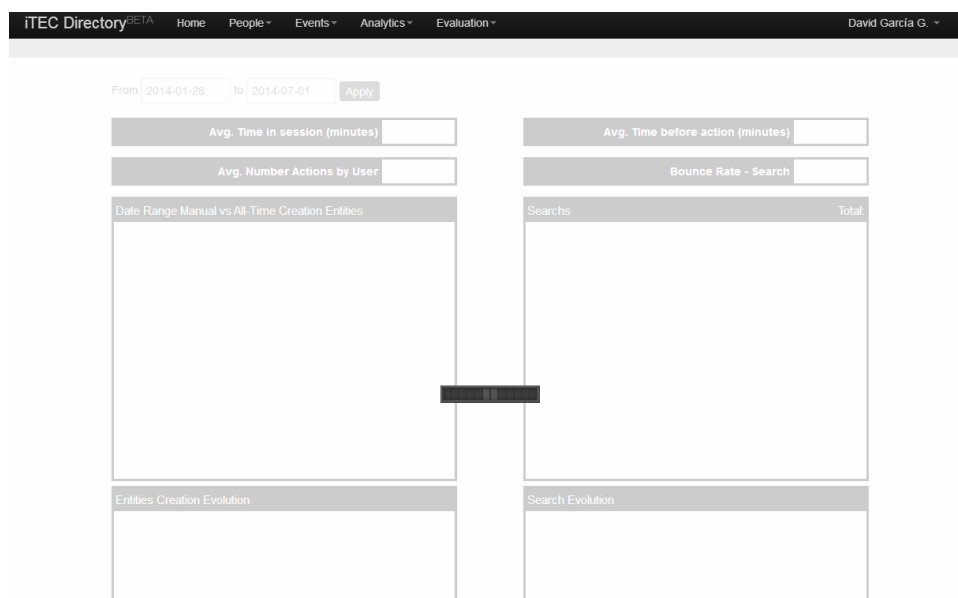 iTEC Directory BETA Home People Events Analytics Evaluation David García G.
From 2014-01-28 to 2014-07-01 Apply
Avg. Time in session (minutes) Avg. Time before action (minutes)
Avg. Number Actions by User Bounce Rate - Search
Date Range Manual vs All-Time Creation Entities Searchs Total:
Entities Creation Evolution Search Evolution